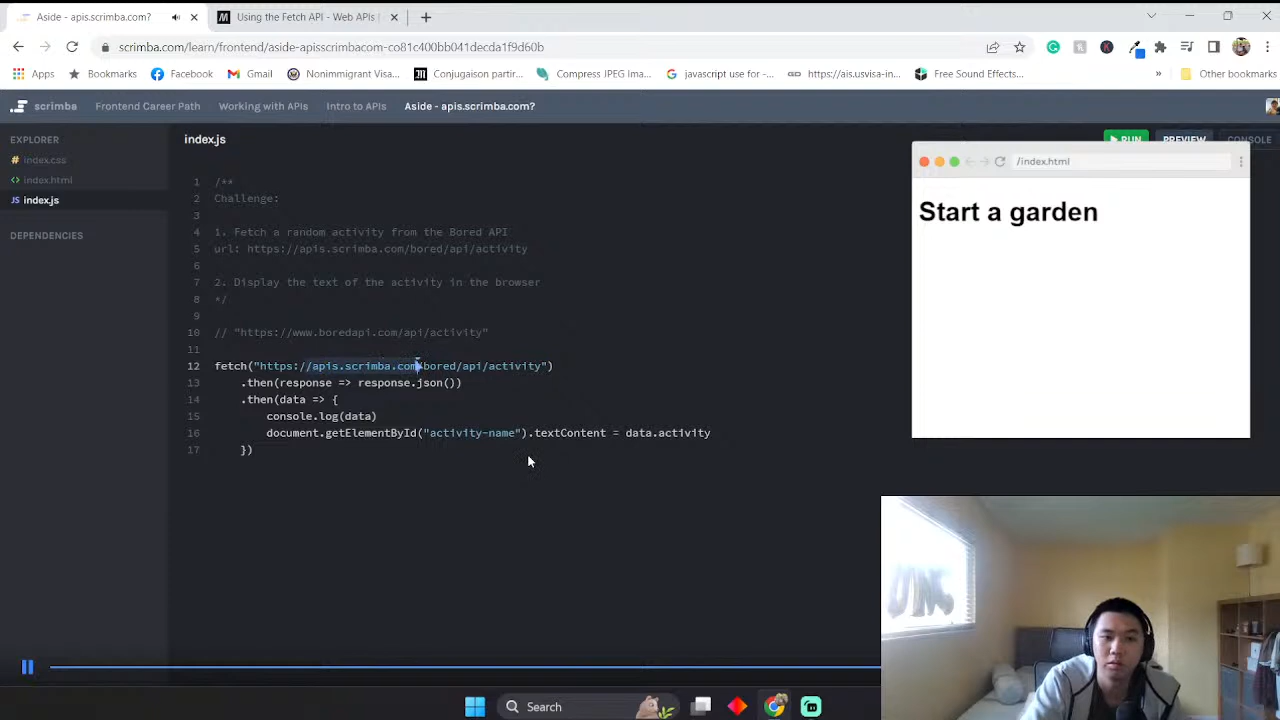 Aside - apis.scrimba.com?
Using the Fetch API - Web APIs |
scrimba.com/learn/frontend/aside-apisscrimbacom-co81c400bb041decda1f9d60b
Apps
Bookmarks
Facebook
Gmail
Nonimmigrant Visa...
Conjugaison partir...
Compress JPEG Ima...
javascript use for -...
https://ais.usvisa-in...
Free Sound Effects...
»
Other bookmarks
scrimba
Frontend Career Path
Working with APIs
Intro to APIs
Aside - apis.scrimba.com?
EXPLORER
index.css
index.html
JS index.js
DEPENDENCIES
index.js
RUN
PREVIEW
CONSOLE
1 /**
2 Challenge:
3
4 1. Fetch a random activity from the Bored API
5 url: https://apis.scrimba.com/bored/api/activity
6
7 2. Display the text of the activity in the browser
8 */
9
10 // "https://www.boredapi.com/api/activity"
11
12 fetch("https://apis.scrimba.com/bored/api/activity")
13 .then(response => response.json())
14 .then(data => {
15 console.log(data)
16 document.getElementById("activity-name").textContent = data.activity
17 })
/index.html
Start a garden
Search